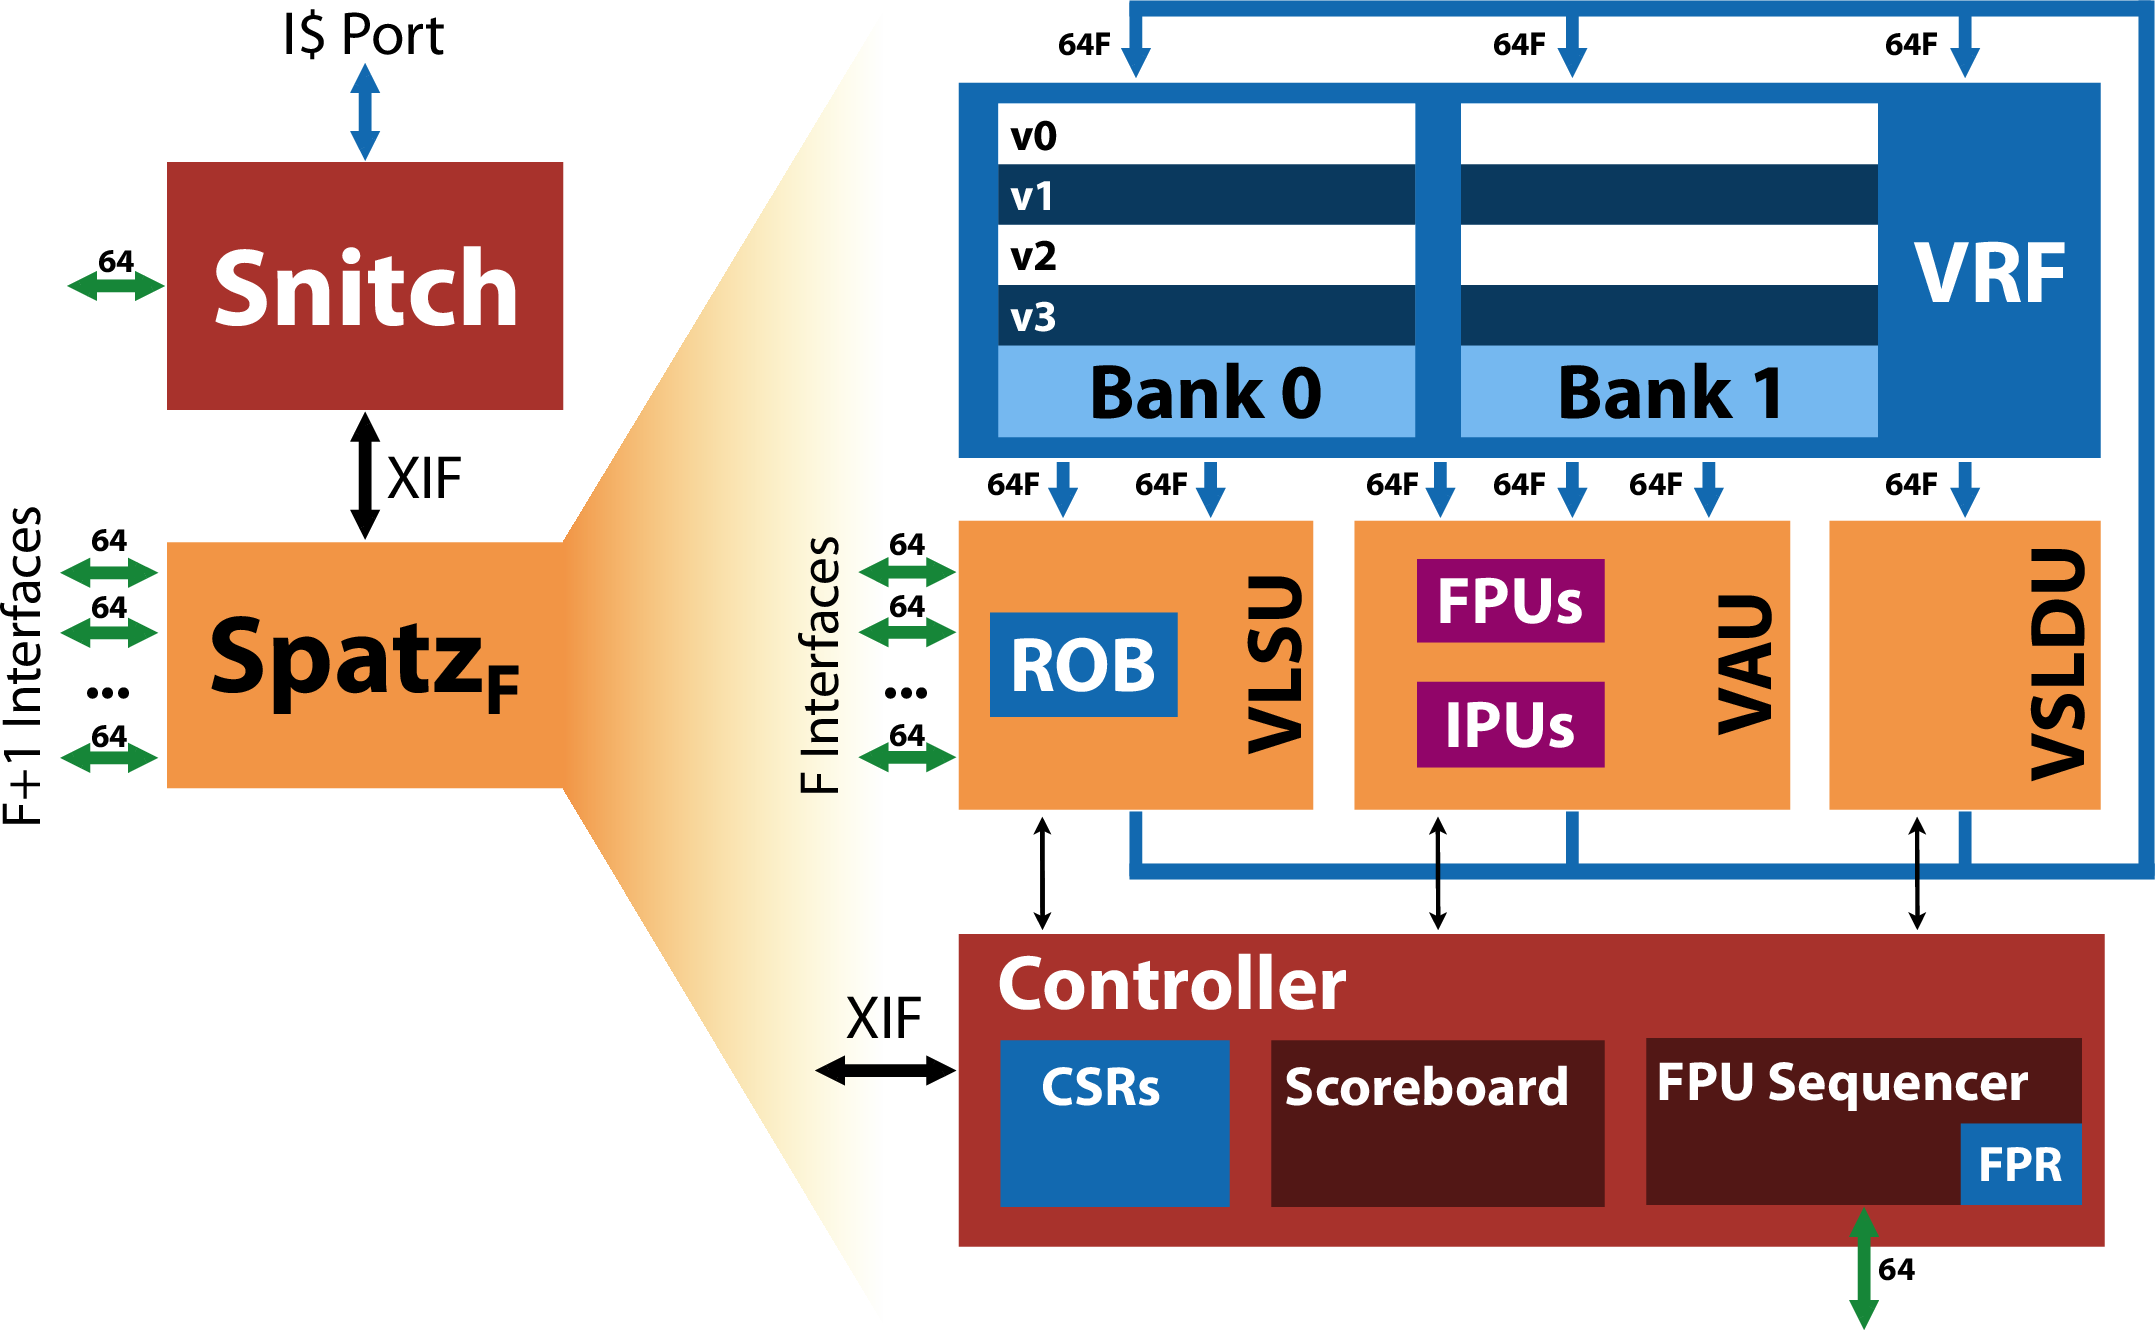 I$ Port
64
Snitch
XIF
F+1 Interfaces
64
64
...
64
Spatz_F
64F
64F
64F
v0
v1
v2
v3
Bank 0
Bank 1
VRF
64F
64F
64F
64F
64F
64F
F Interfaces
64
64
...
64
ROB
VLSU
FPUs
IPUs
VAU
VSLDU
XIF
Controller
CSRs
Scoreboard
FPU Sequencer
FPR
64